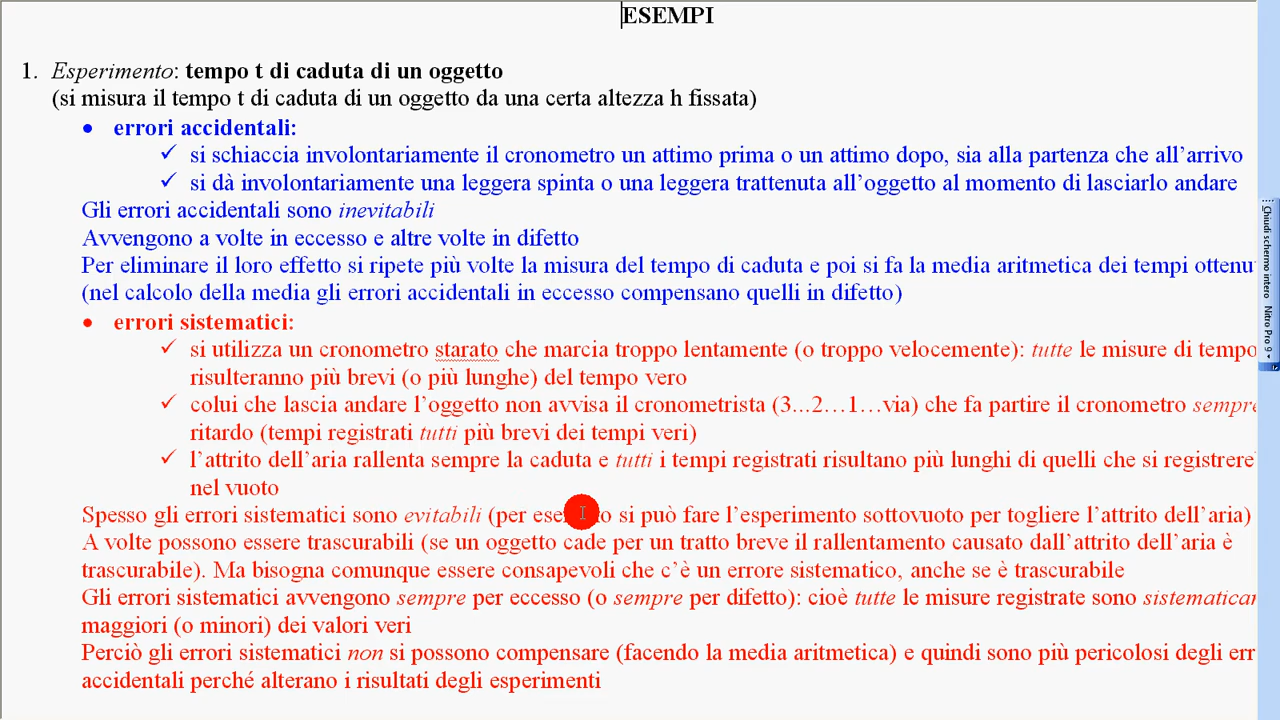 ESEMPI
1. Esperimento: tempo t di caduta di un oggetto
(si misura il tempo t di caduta di un oggetto da una certa altezza h fissata)
• errori accidentali:
✓ si schiaccia involontariamente il cronometro un attimo prima o un attimo dopo, sia alla partenza che all’arrivo
✓ si dà involontariamente una leggera spinta o una leggera trattenuta all’oggetto al momento di lasciarlo andare
Gli errori accidentali sono inevitabili
Avvengono a volte in eccesso e altre volte in difetto
Per eliminare il loro effetto si ripete più volte la misura del tempo di caduta e poi si fa la media aritmetica dei tempi ottenu
(nel calcolo della media gli errori accidentali in eccesso compensano quelli in difetto)
• errori sistematici:
✓ si utilizza un cronometro starato che marcia troppo lentamente (o troppo velocemente): tutte le misure di tempo
risulteranno più brevi (o più lunghe) del tempo vero
✓ colui che lascia andare l’oggetto non avvisa il cronometrista (3...2…1…via) che fa partire il cronometro sempre
ritardo (tempi registrati tutti più brevi dei tempi veri)
✓ l’attrito dell’aria rallenta sempre la caduta e tutti i tempi registrati risultano più lunghi di quelli che si registrere
nel vuoto
Spesso gli errori sistematici sono evitabili (per ese o si può fare l’esperimento sottovuoto per togliere l’attrito dell’aria)
A volte possono essere trascurabili (se un oggetto cade per un tratto breve il rallentamento causato dall’attrito dell’aria è
trascurabile). Ma bisogna comunque essere consapevoli che c’è un errore sistematico, anche se è trascurabile
Gli errori sistematici avvengono sempre per eccesso (o sempre per difetto): cioè tutte le misure registrate sono sistematicar
maggiori (o minori) dei valori veri
Perciò gli errori sistematici non si possono compensare (facendo la media aritmetica) e quindi sono più pericolosi degli err
accidentali perché alterano i risultati degli esperimenti
Chiudi schermo intero Nitro Pro 9